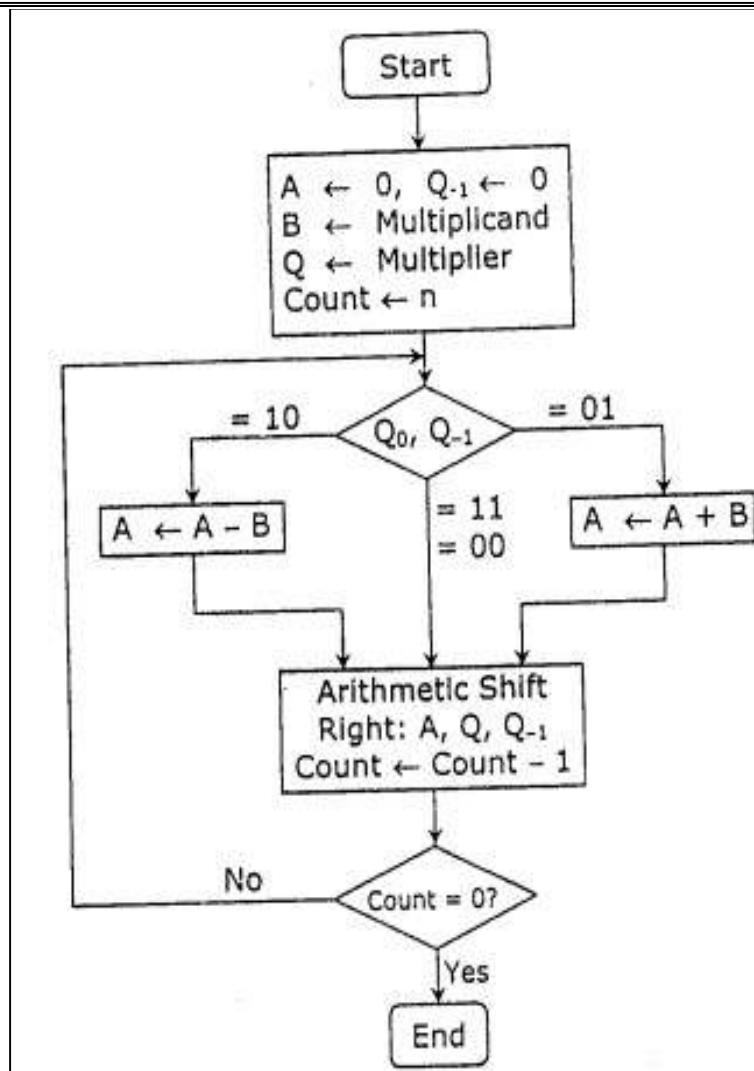 Start
A ← 0, Q₋₁ ← 0
B ← Multiplicand
Q ← Multiplier
Count ← n
= 10
Q₀, Q₋₁
= 01
A ← A - B
= 11
= 00
A ← A + B
Arithmetic Shift
Right: A, Q, Q₋₁
Count ← Count – 1
No
Count = 0?
Yes
End